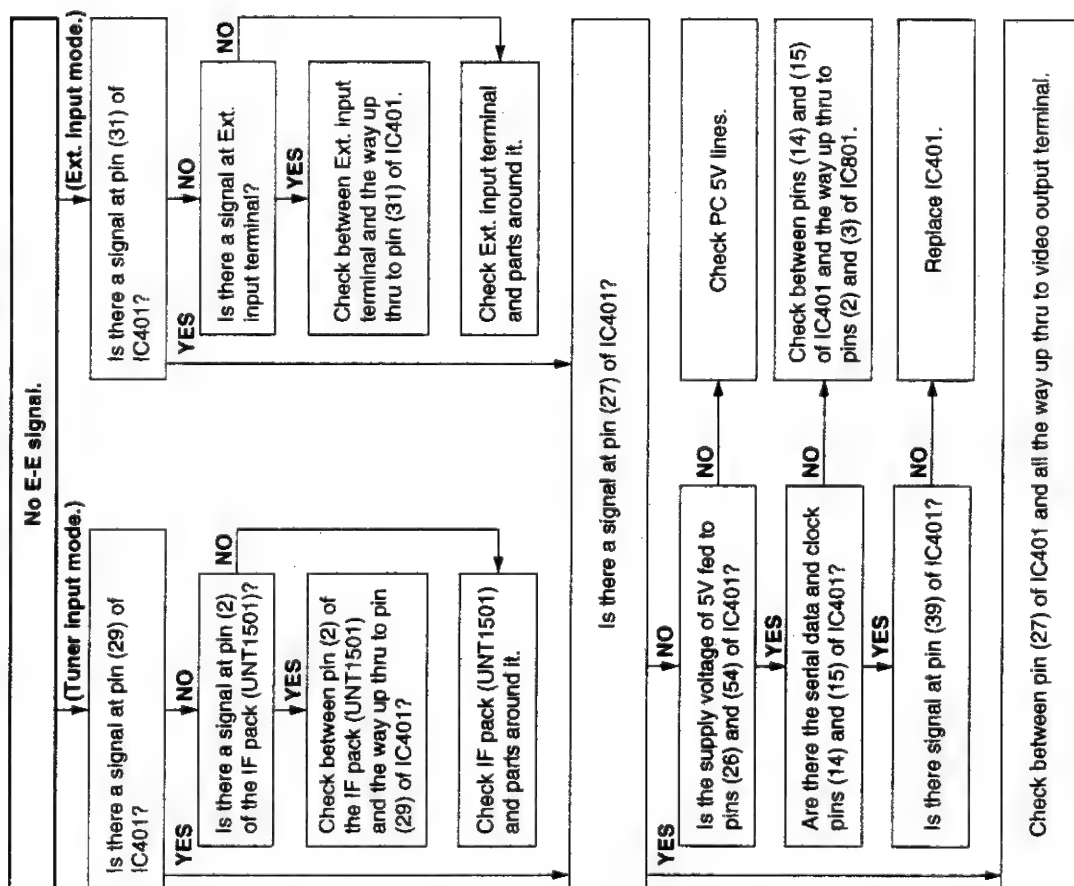 No E-E signal.
(Tuner input mode.)
Is there a signal at pin (29) of
IC401?
YES
NO
Is there a signal at pin (2)
of the IF pack (UNT1501)?
NO
YES
Check between pin (2) of
the IF pack (UNT1501)
and the way up thru to pin
(29) of IC401?
Check IF pack (UNT1501)
and parts around it.
(Ext. input mode.)
Is there a signal at pin (31) of
IC401?
YES
NO
Is there a signal at Ext.
input terminal?
NO
YES
Check between Ext. input
terminal and the way up
thru to pin (31) of IC401.
Check Ext. input terminal
and parts around it.
Is there a signal at pin (27) of IC401?
YES
NO
Is the supply voltage of 5V fed to
pins (26) and (54) of IC401?
NO
Check PC 5V lines.
YES
Are there the serial data and clock
pins (14) and (15) of IC401?
NO
Check between pins (14) and (15)
of IC401 and the way up thru to
pins (2) and (3) of IC801.
YES
Is there signal at pin (39) of IC401?
NO
Replace IC401.
Check between pin (27) of IC401 and all the way up thru to video output terminal.